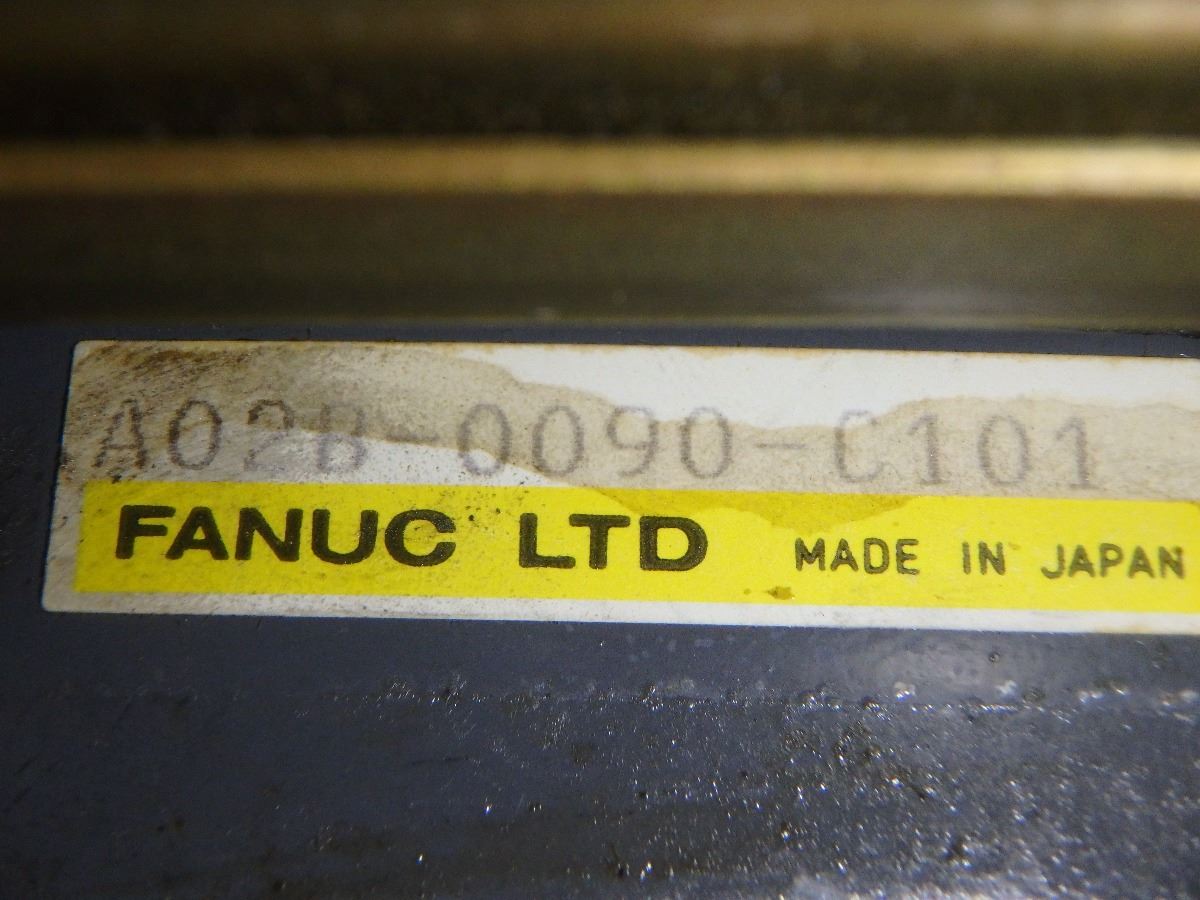 A02B-0090-C101
FANUC LTD MADE IN JAPAN